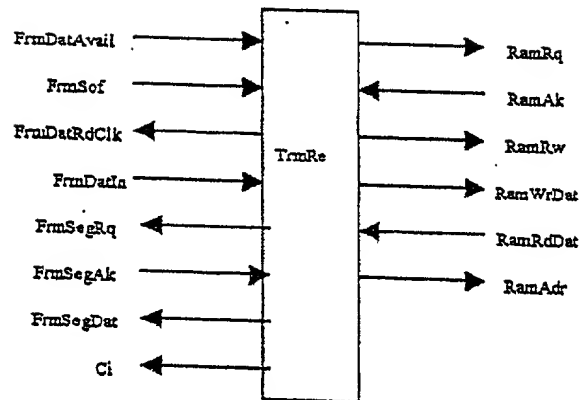 FrmDatAvail
FrmSof
FrmDatRdClk
FrmDatIn
FrmSegRq
FrmSegAk
FrmSegDat
Ci
TrmRe
RamRq
RamAk
RamRw
RamWrDat
RamRdDat
RamAdr